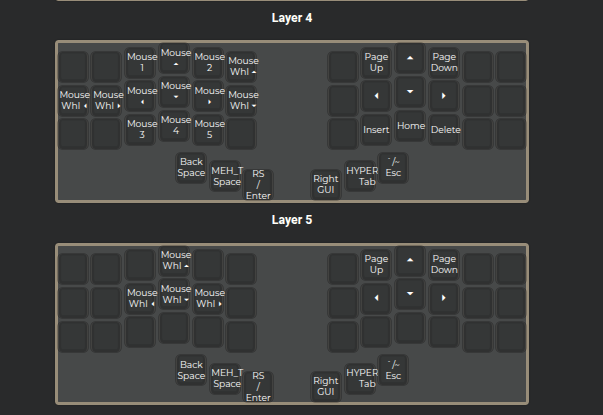 Layer 4
Mouse 1
Mouse ▲
Mouse 2
Mouse Whl ▲
Page Up
▲
Page Down
Mouse Whl ◀
Mouse Whl ▶
Mouse ◀
Mouse ▼
Mouse ▶
Mouse Whl ▼
◀
▼
▶
Mouse 3
Mouse 4
Mouse 5
Insert
Home
Delete
Back Space
MEH_T Space
RS / Enter
Right GUI
HYPER Tab
`/~ Esc
Layer 5
Mouse Whl ▲
Page Up
▲
Page Down
Mouse Whl ◀
Mouse Whl ▼
Mouse Whl ▶
◀
▼
▶
Back Space
MEH_T Space
RS / Enter
Right GUI
HYPER Tab
`/~ Esc